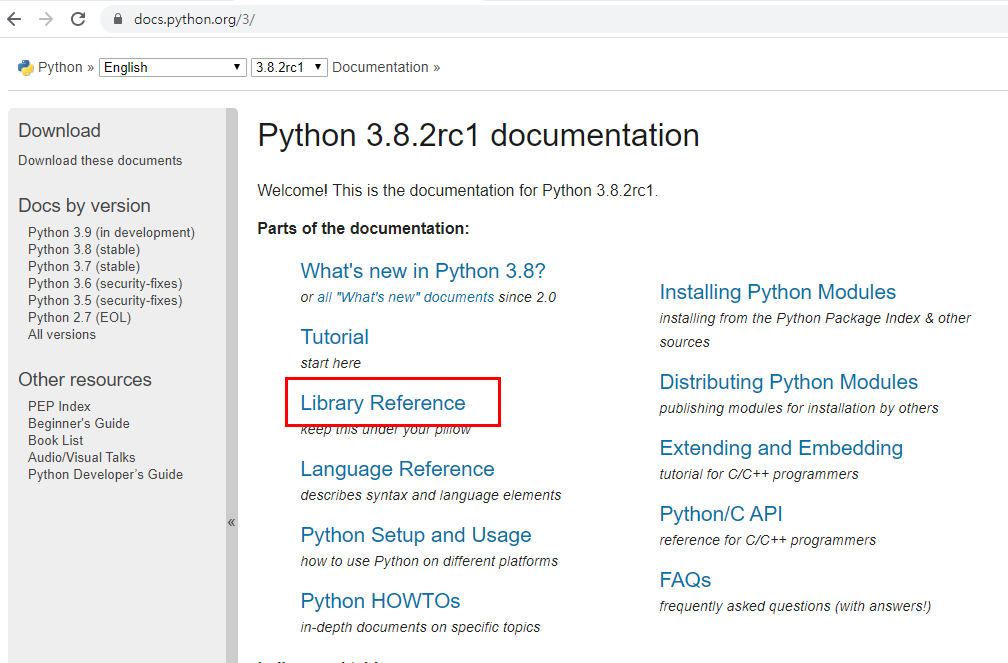 docs.python.org/3/
Python » English 3.8.2rc1 Documentation »
Download
Download these documents
Docs by version
Python 3.9 (in development)
Python 3.8 (stable)
Python 3.7 (stable)
Python 3.6 (security-fixes)
Python 3.5 (security-fixes)
Python 2.7 (EOL)
All versions
Other resources
PEP Index
Beginner's Guide
Book List
Audio/Visual Talks
Python Developer's Guide
«
Python 3.8.2rc1 documentation
Welcome! This is the documentation for Python 3.8.2rc1.
Parts of the documentation:
What's new in Python 3.8?
or all "What's new" documents since 2.0
Tutorial
start here
Library Reference
keep this under your pillow
Language Reference
describes syntax and language elements
Python Setup and Usage
how to use Python on different platforms
Python HOWTOs
in-depth documents on specific topics
Installing Python Modules
installing from the Python Package Index & other
sources
Distributing Python Modules
publishing modules for installation by others
Extending and Embedding
tutorial for C/C++ programmers
Python/C API
reference for C/C++ programmers
FAQs
frequently asked questions (with answers!)